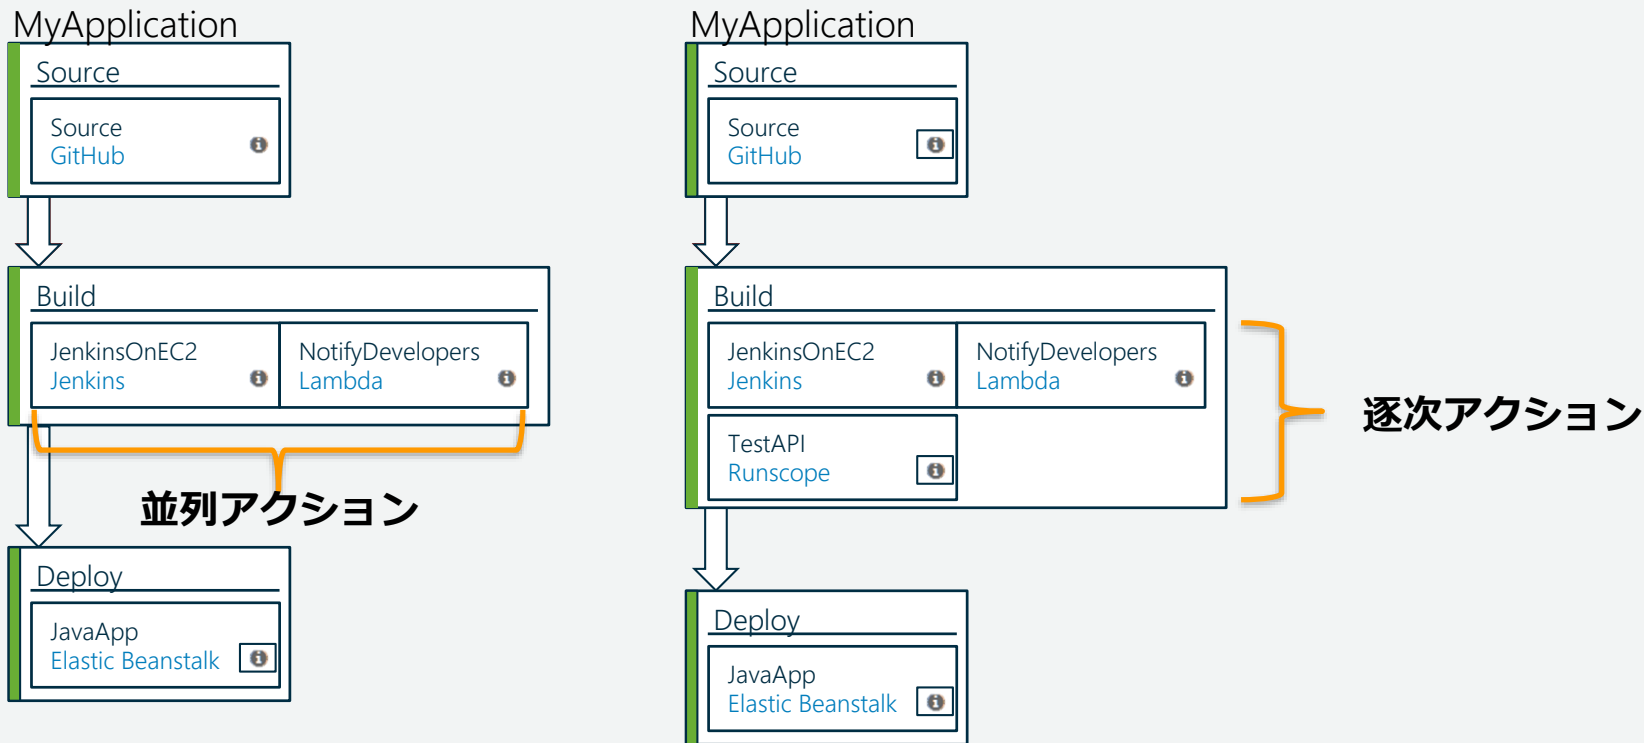 MyApplication
Source
Source
GitHub
Build
JenkinsOnEC2
Jenkins
NotifyDevelopers
Lambda
並列アクション
Deploy
JavaApp
Elastic Beanstalk
MyApplication
Source
Source
GitHub
Build
JenkinsOnEC2
Jenkins
NotifyDevelopers
Lambda
TestAPI
Runscope
逐次アクション
Deploy
JavaApp
Elastic Beanstalk